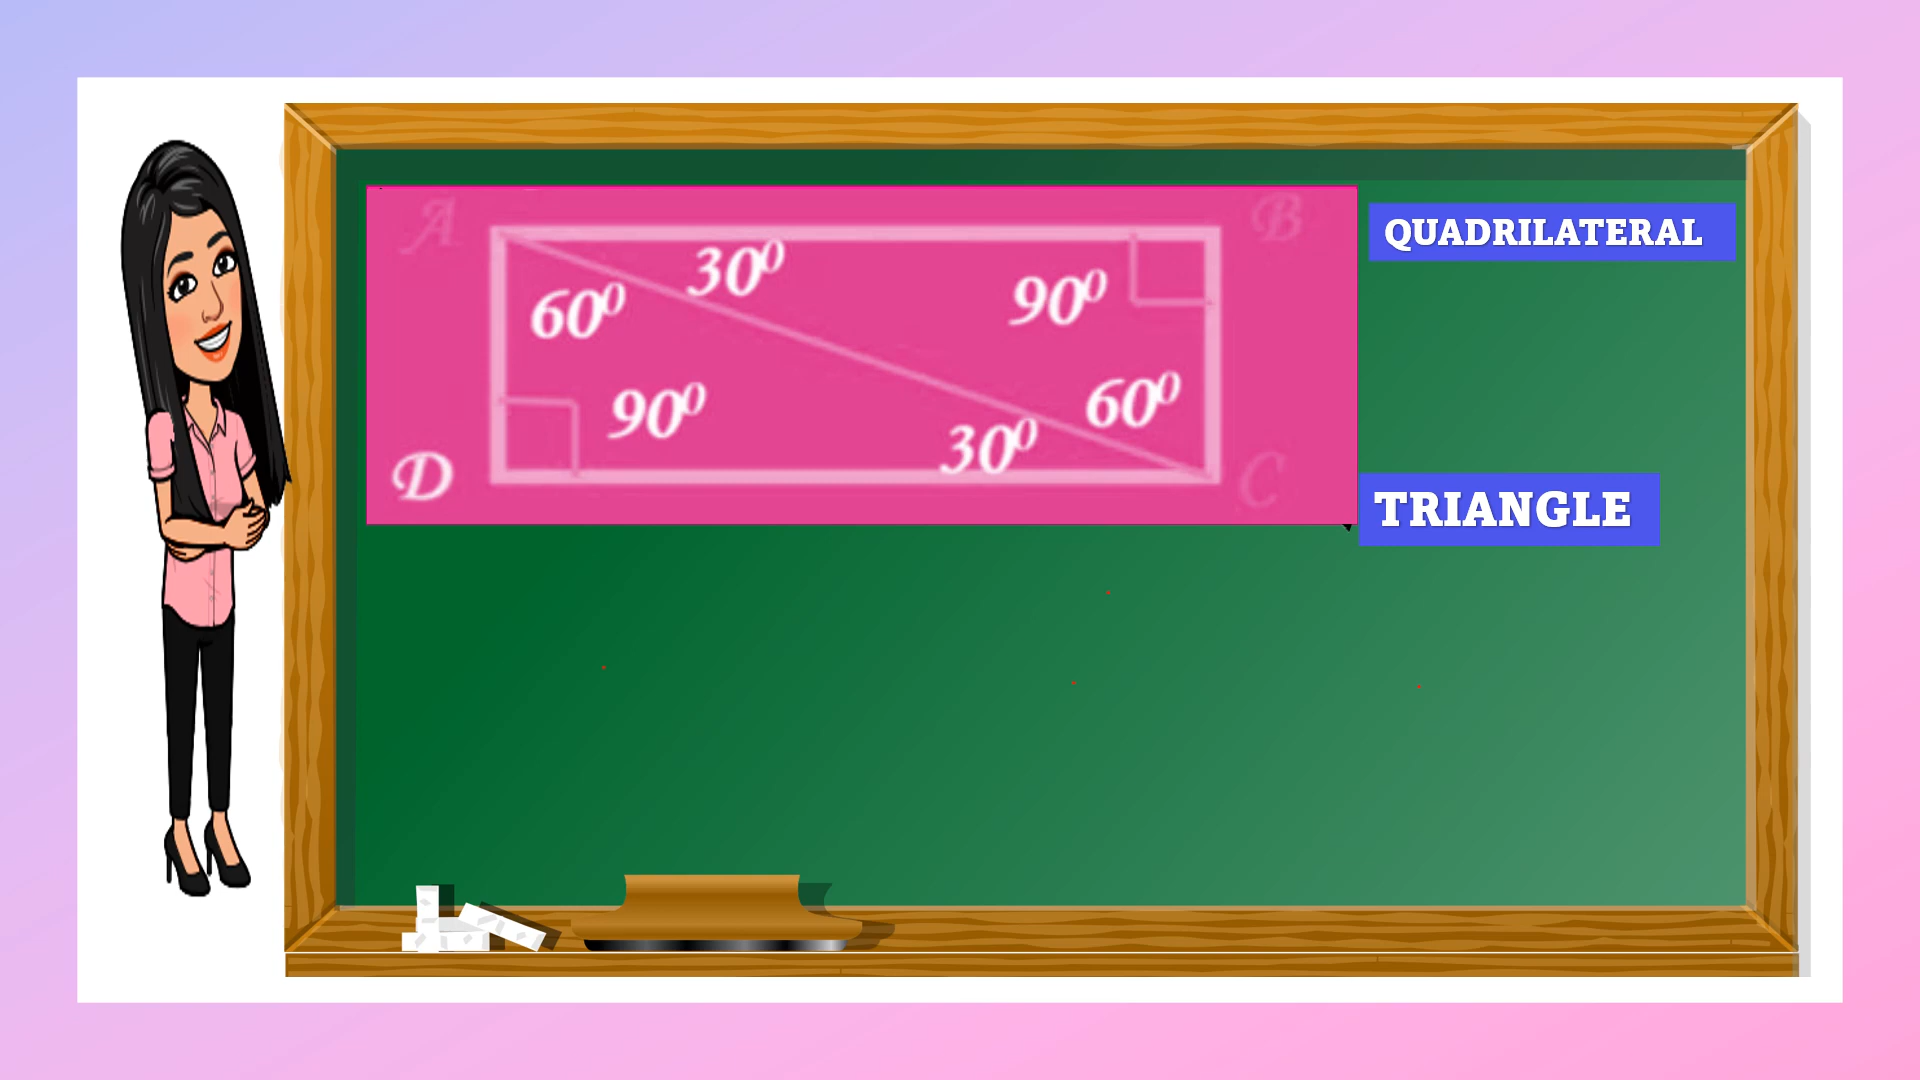 A
B
QUADRILATERAL
30⁰
60⁰
90⁰
60⁰
90⁰
30⁰
D
C
TRIANGLE